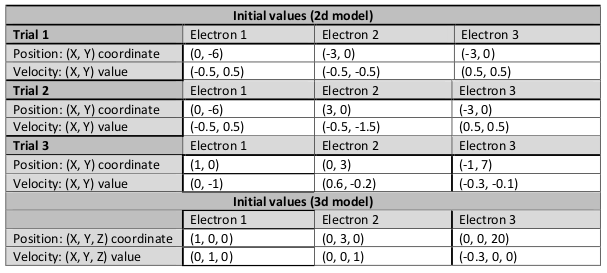 Initial values (2d model)
Trial 1 Electron 1 Electron 2 Electron 3
Position: (X, Y) coordinate (0, -6) (-3, 0) (-3, 0)
Velocity: (X, Y) value (-0.5, 0.5) (-0.5, -0.5) (0.5, 0.5)
Trial 2 Electron 1 Electron 2 Electron 3
Position: (X, Y) coordinate (0, -6) (3, 0) (-3, 0)
Velocity: (X, Y) value (-0.5, 0.5) (-0.5, -1.5) (0.5, 0.5)
Trial 3 Electron 1 Electron 2 Electron 3
Position: (X, Y) coordinate (1, 0) (0, 3) (-1, 7)
Velocity: (X, Y) value (0, -1) (0.6, -0.2) (-0.3, -0.1)
Initial values (3d model)
Electron 1 Electron 2 Electron 3
Position: (X, Y, Z) coordinate (1, 0, 0) (0, 3, 0) (0, 0, 20)
Velocity: (X, Y, Z) value (0, 1, 0) (0, 0, 1) (-0.3, 0, 0)